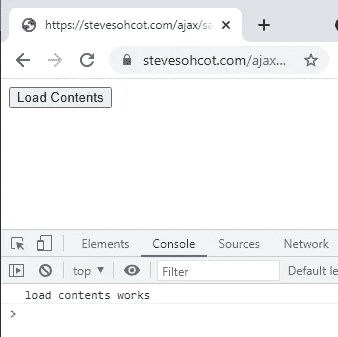 https://stevesohcot.com/ajax/sa
stevesohcot.com/ajax...
Load Contents
Elements Console Sources Network
top Filter Default le
load contents works